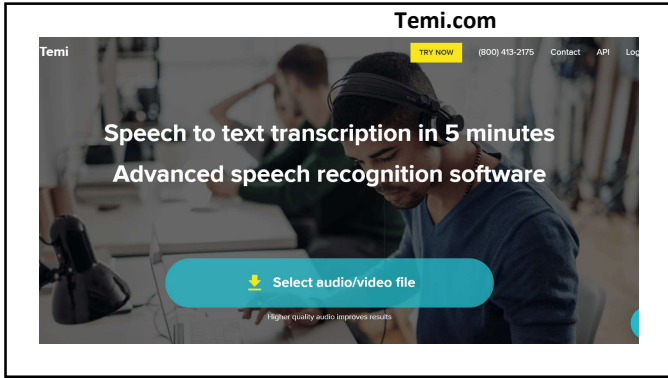 Temi.com
Temi TRY NOW (800) 413-2175 Contact API Log
Speech to text transcription in 5 minutes
Advanced speech recognition software
Select audio/video file
Higher quality audio improves results